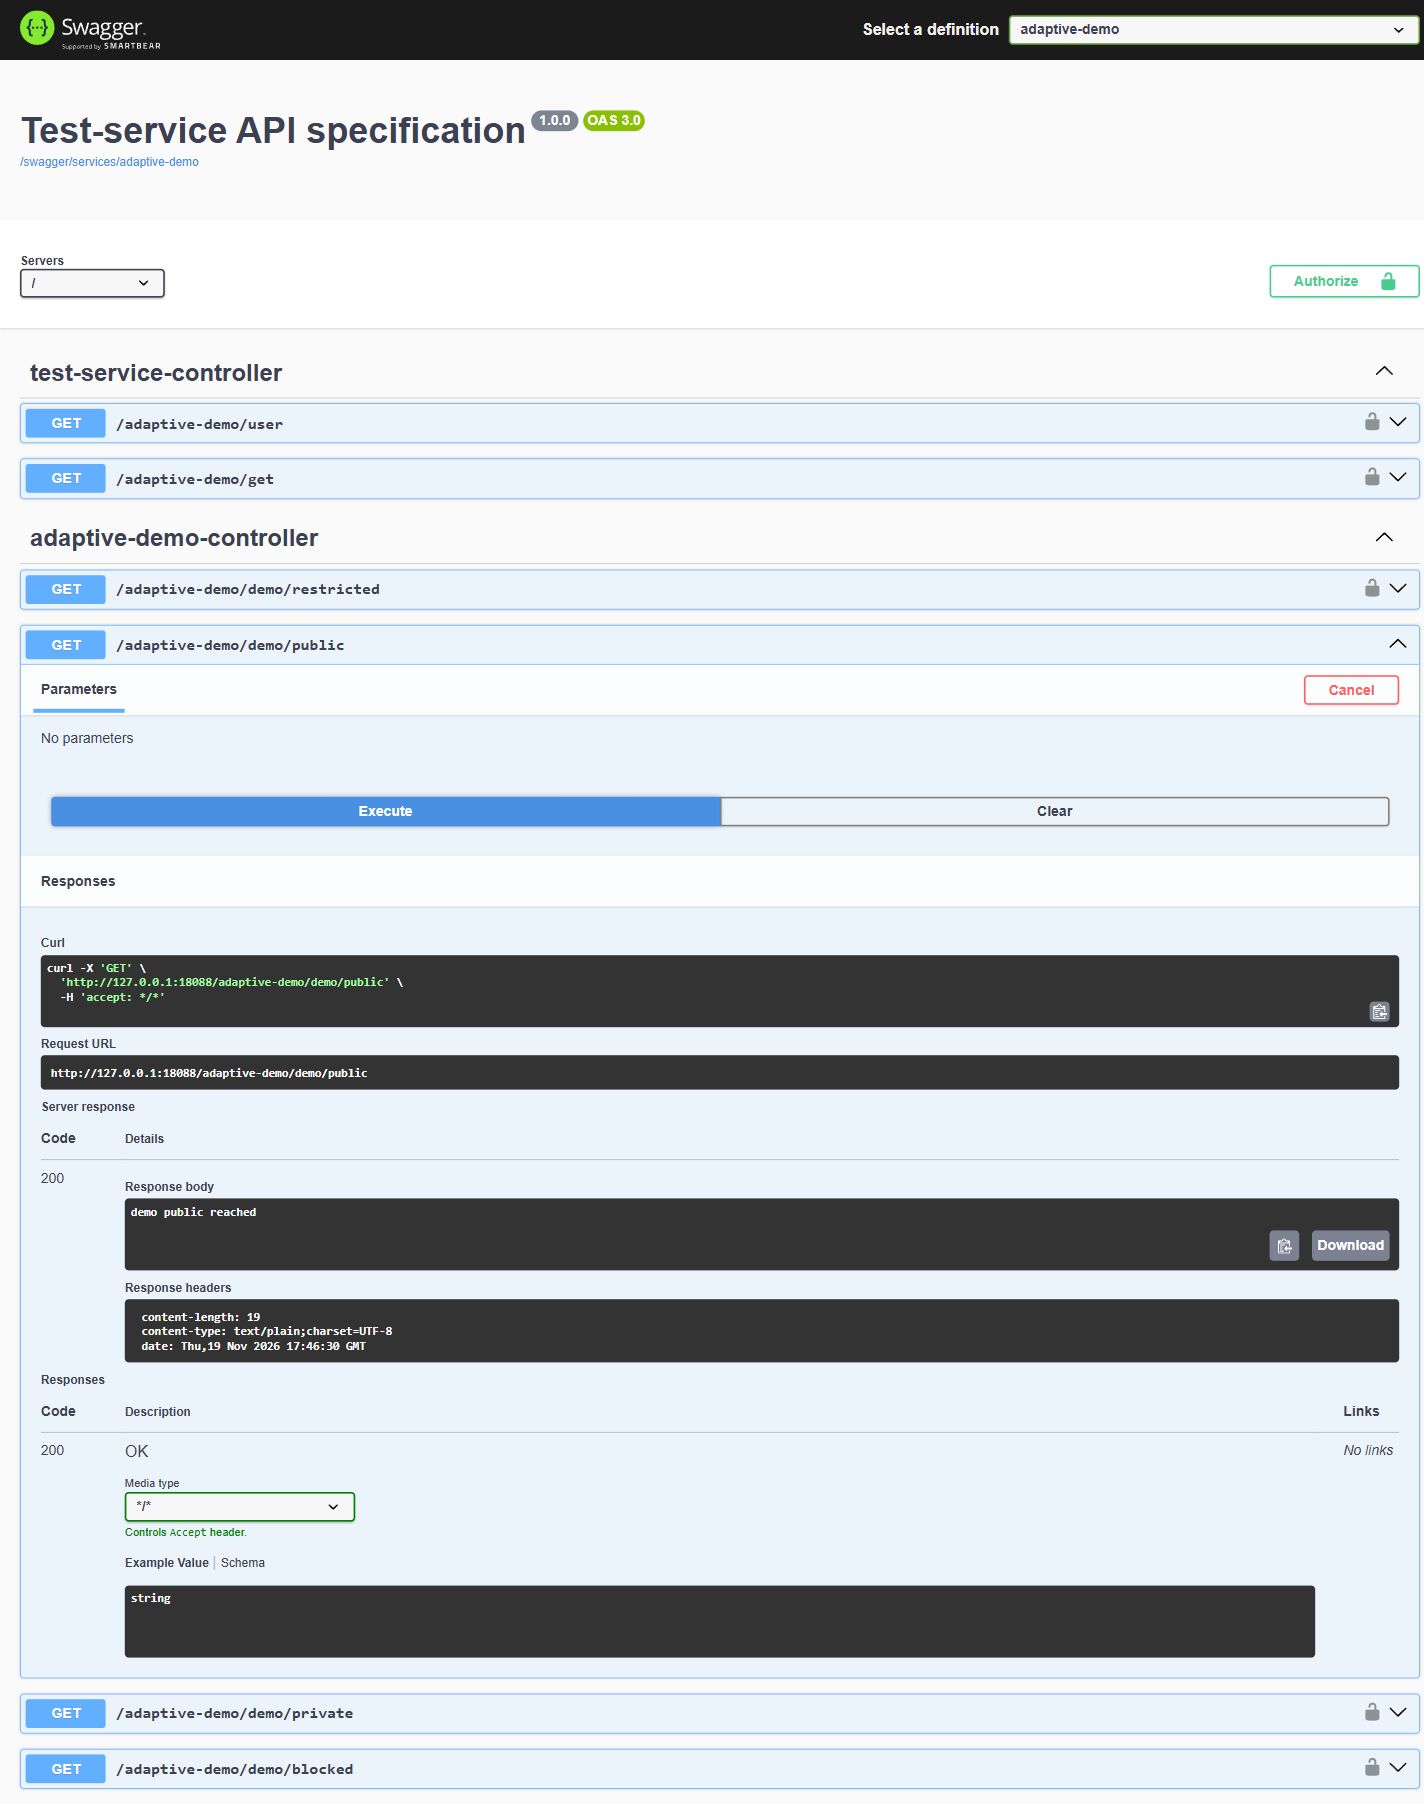 Swagger.
Supported by SMARTBEAR
Select a definition
adaptive-demo
Test-service API specification
1.0.0
OAS 3.0
/swagger/services/adaptive-demo
Servers
/
Authorize
test-service-controller
GET /adaptive-demo/user
GET /adaptive-demo/get
adaptive-demo-controller
GET /adaptive-demo/demo/restricted
GET /adaptive-demo/demo/public
Parameters
Cancel
No parameters
Execute
Clear
Responses
Curl
curl -X 'GET' \
'http://127.0.0.1:18088/adaptive-demo/demo/public' \
-H 'accept: */*'
Request URL
http://127.0.0.1:18088/adaptive-demo/demo/public
Server response
Code Details
200
Response body
demo public reached
Download
Response headers
content-length: 19
content-type: text/plain;charset=UTF-8
date: Thu,19 Nov 2026 17:46:30 GMT
Responses
Code Description Links
200 OK No links
Media type
*/*
Controls Accept header.
Example Value | Schema
string
GET /adaptive-demo/demo/private
GET /adaptive-demo/demo/blocked